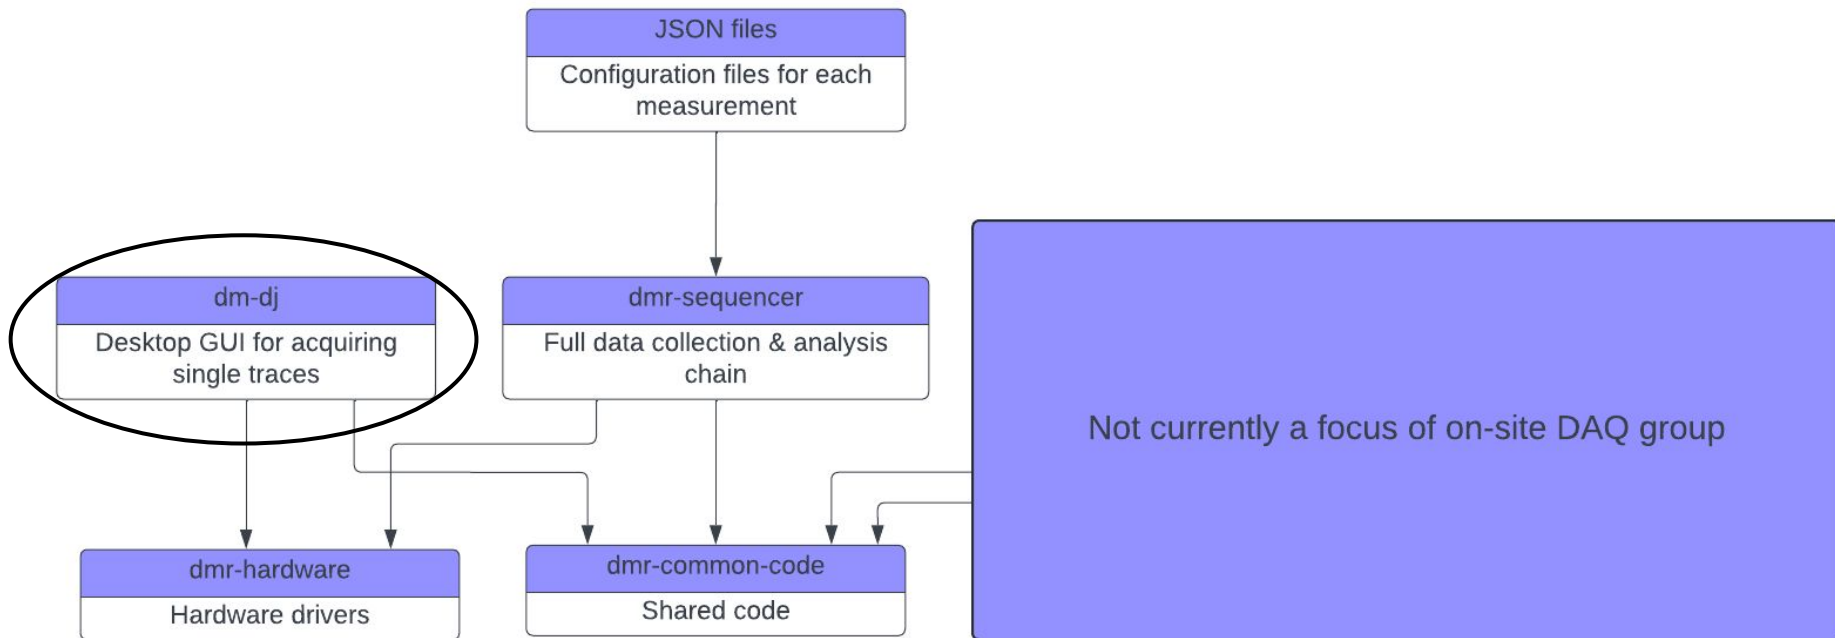 JSON files
Configuration files for each
measurement
dm-dj
Desktop GUI for acquiring
single traces
dmr-sequencer
Full data collection & analysis
chain
Not currently a focus of on-site DAQ group
dmr-hardware
Hardware drivers
dmr-common-code
Shared code